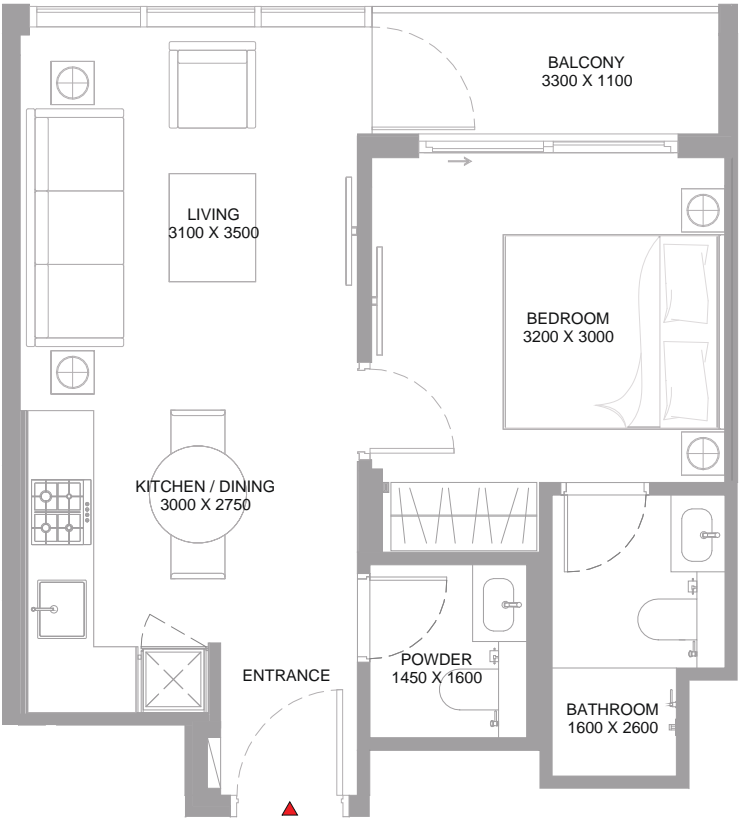 BALCONY
3300 X 1100
LIVING
3100 X 3500
BEDROOM
3200 X 3000
KITCHEN / DINING
3000 X 2750
ENTRANCE
POWDER
1450 X 1600
BATHROOM
1600 X 2600